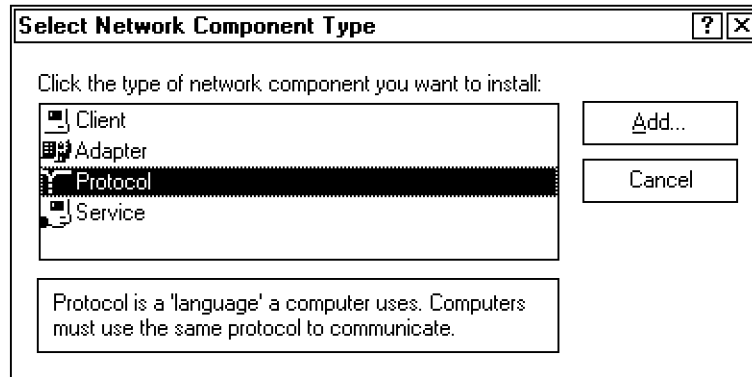 Select Network Component Type
?
X
Click the type of network component you want to install:
Client
Adapter
Protocol
Service
Add...
Cancel
Protocol is a 'language' a computer uses. Computers
must use the same protocol to communicate.